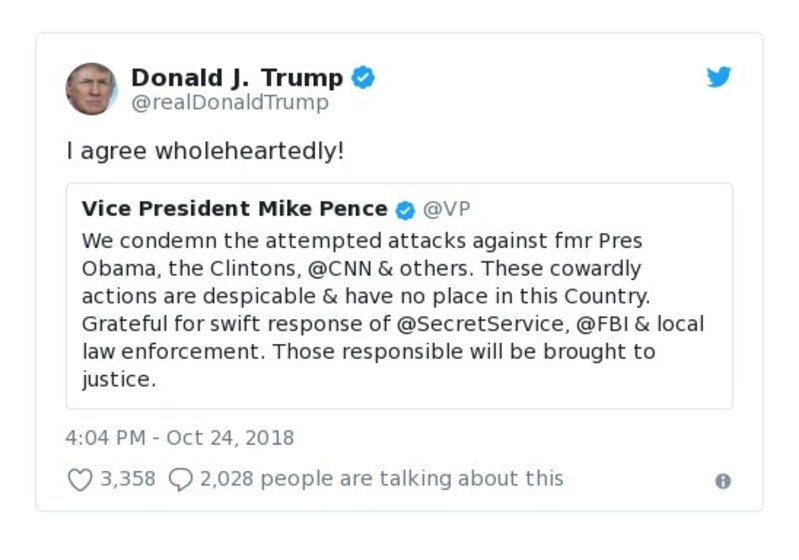 Donald J. Trump
@realDonaldTrump
I agree wholeheartedly!
Vice President Mike Pence @VP
We condemn the attempted attacks against fmr Pres
Obama, the Clintons, @CNN & others. These cowardly
actions are despicable & have no place in this Country.
Grateful for swift response of @SecretService, @FBI & local
law enforcement. Those responsible will be brought to
justice.
4:04 PM - Oct 24, 2018
3,358 2,028 people are talking about this